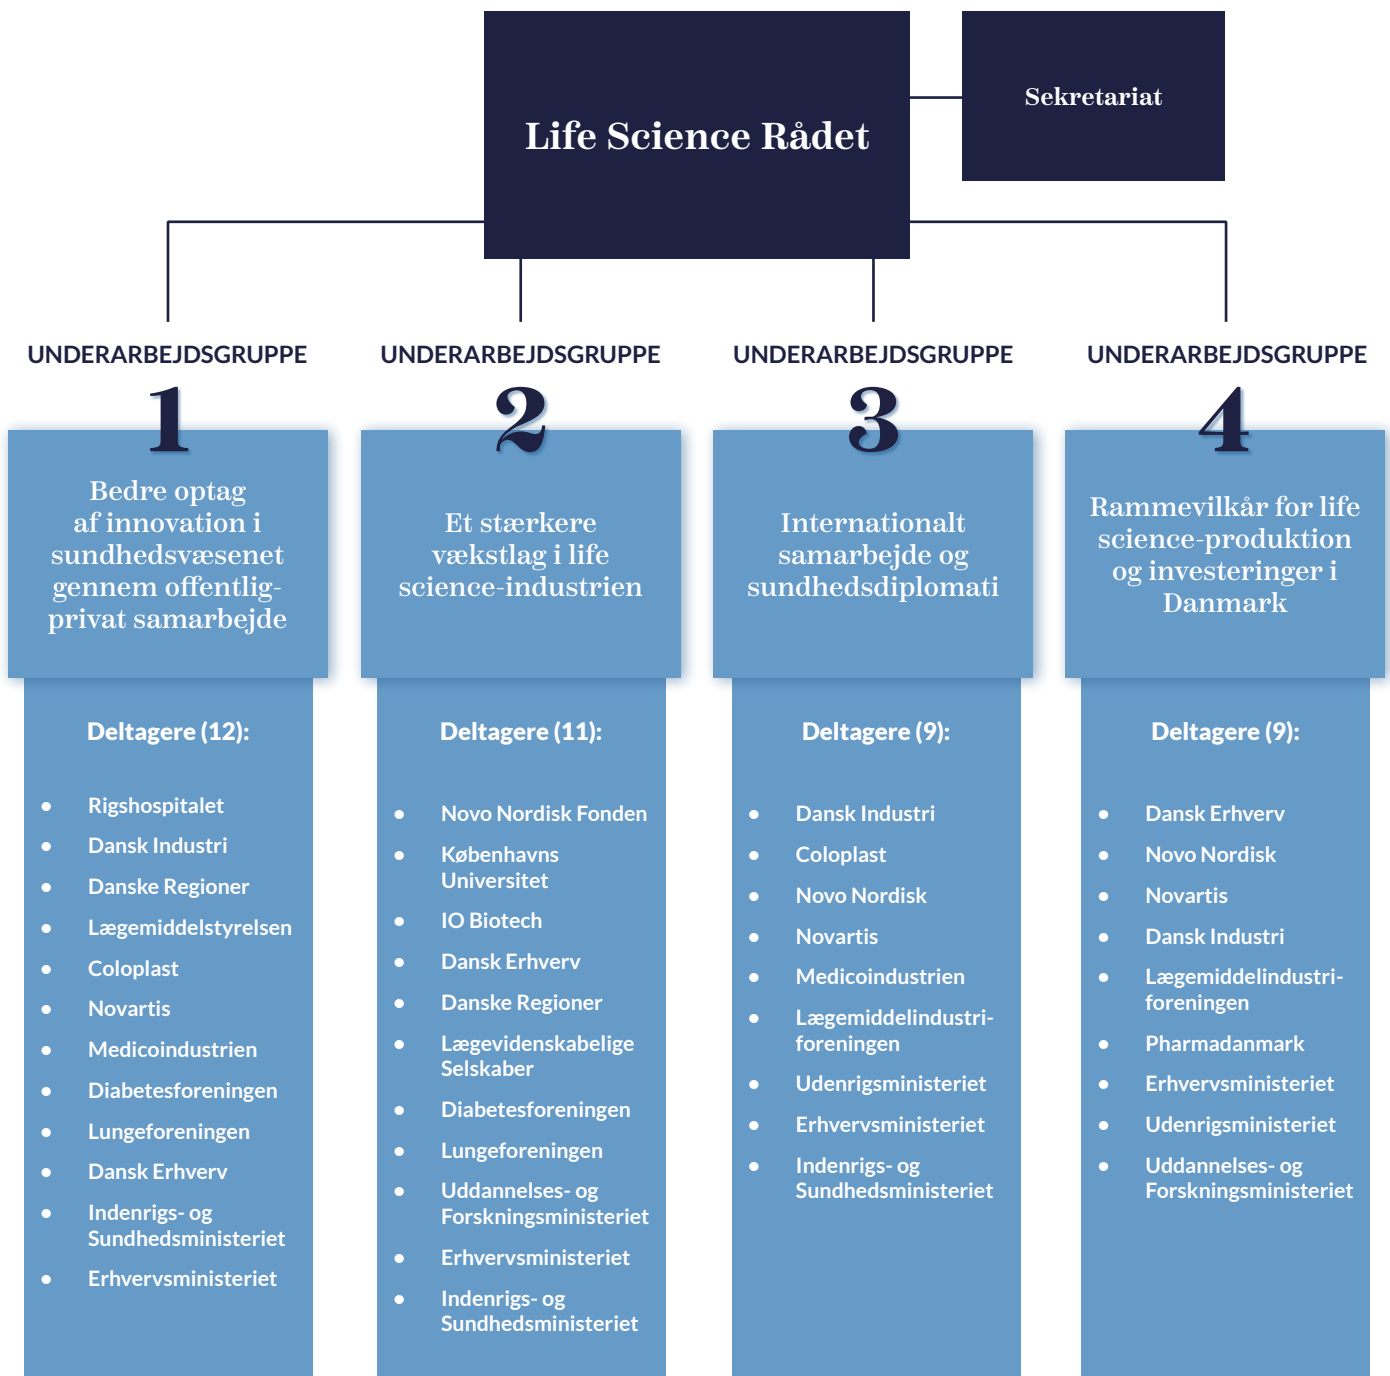 Life Science Rådet
Sekretariat
UNDERARBEJDSGRUPPE
1
Bedre optag
af innovation i
sundhedsvæsenet
gennem offentlig-
privat samarbejde
Deltagere (12):
• Rigshospitalet
• Dansk Industri
• Danske Regioner
• Lægemiddelstyrelsen
• Coloplast
• Novartis
• Medicoindustrien
• Diabetesforeningen
• Lungeforeningen
• Dansk Erhverv
• Indenrigs- og
Sundhedsministeriet
• Erhvervsministeriet
UNDERARBEJDSGRUPPE
2
Et stærkere
vækstlag i life
science-industrien
Deltagere (11):
• Novo Nordisk Fonden
• Københavns
Universitet
• IO Biotech
• Dansk Erhverv
• Danske Regioner
• Lægevidenskabelige
Selskaber
• Diabetesforeningen
• Lungeforeningen
• Uddannelses- og
Forskningsministeriet
• Erhvervsministeriet
• Indenrigs- og
Sundhedsministeriet
UNDERARBEJDSGRUPPE
3
Internationalt
samarbejde og
sundhedsdiplomati
Deltagere (9):
• Dansk Industri
• Coloplast
• Novo Nordisk
• Novartis
• Medicoindustrien
• Lægemiddelindustri-
foreningen
• Udenrigsministeriet
• Erhvervsministeriet
• Indenrigs- og
Sundhedsministeriet
UNDERARBEJDSGRUPPE
4
Rammevilkår for life
science-produktion
og investeringer i
Danmark
Deltagere (9):
• Dansk Erhverv
• Novo Nordisk
• Novartis
• Dansk Industri
• Lægemiddelindustri-
foreningen
• Pharmadanmark
• Erhvervsministeriet
• Udenrigsministeriet
• Uddannelses- og
Forskningsministeriet